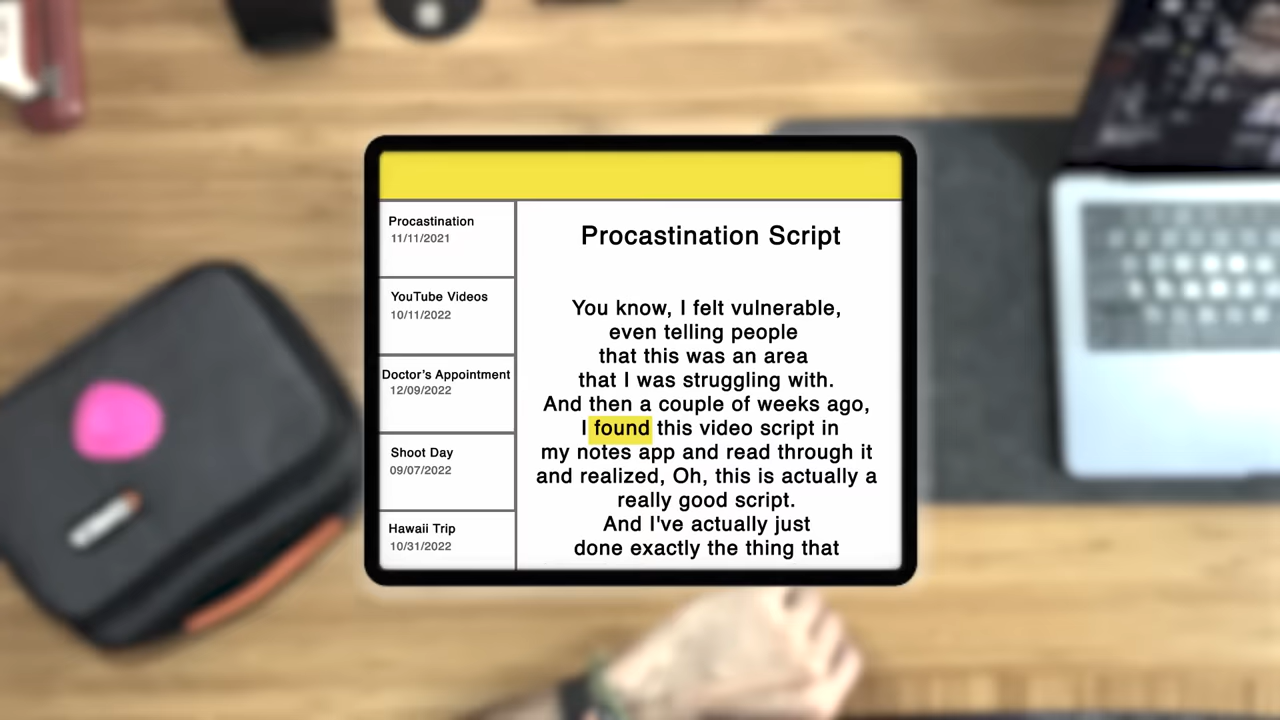 Procastination
11/11/2021
YouTube Videos
10/11/2022
Doctor's Appointment
12/09/2022
Shoot Day
09/07/2022
Hawaii Trip
10/31/2022
Procastination Script
You know, I felt vulnerable,
even telling people
that this was an area
that I was struggling with.
And then a couple of weeks ago,
I found this video script in
my notes app and read through it
and realized, Oh, this is actually a
really good script.
And I've actually just
done exactly the thing that